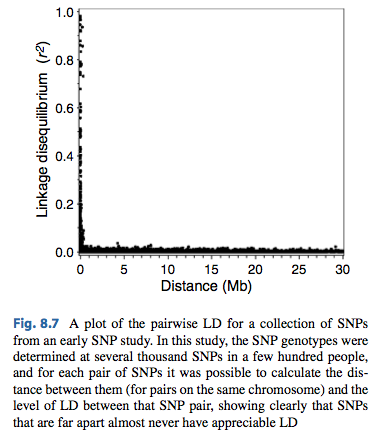 1.0
0.8
0.6
0.4
0.2
0.0
Linkage disequilibrium (r²)
0 5 10 15 20 25 30
Distance (Mb)
Fig. 8.7 A plot of the pairwise LD for a collection of SNPs
from an early SNP study. In this study, the SNP genotypes were
determined at several thousand SNPs in a few hundred people,
and for each pair of SNPs it was possible to calculate the dis-
tance between them (for pairs on the same chromosome) and the
level of LD between that SNP pair, showing clearly that SNPs
that are far apart almost never have appreciable LD